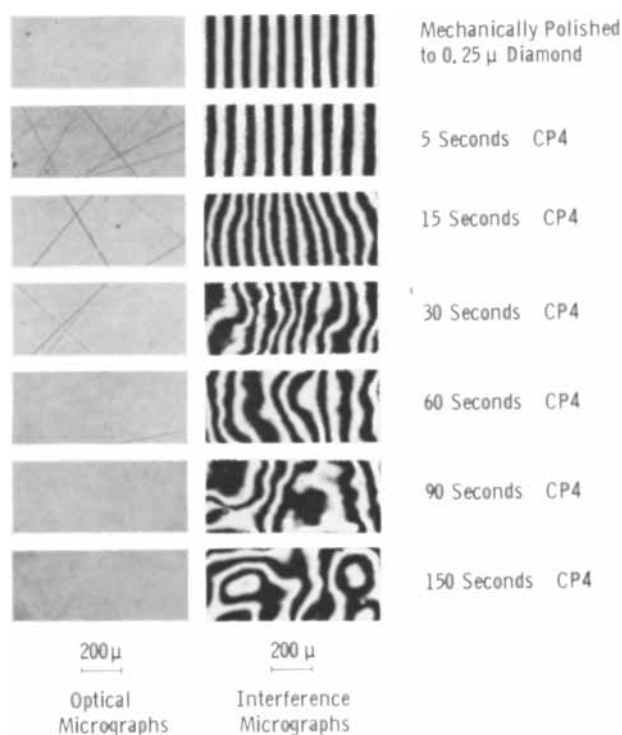 Mechanically Polished
to 0.25 μ Diamond
5 Seconds CP4
15 Seconds CP4
30 Seconds CP4
60 Seconds CP4
90 Seconds CP4
150 Seconds CP4
200 μ
200 μ
Optical
Micrographs
Interference
Micrographs